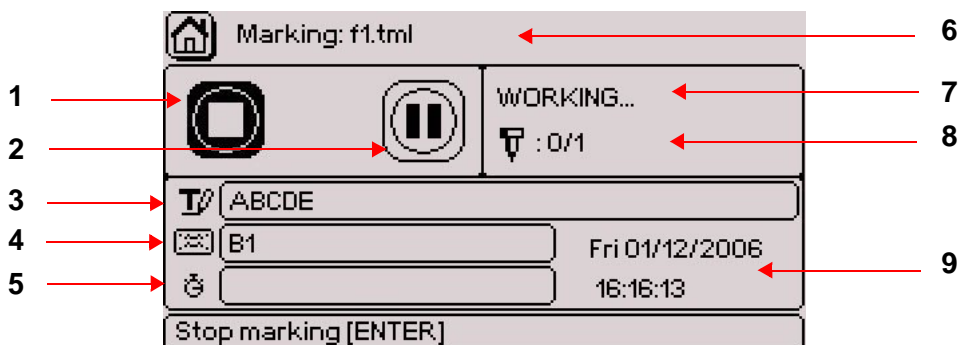 Marking: f1.tml
6
1
WORKING...
7
2
: 0/1
8
3
ABCDE
4
B1
Fri 01/12/2006
9
5
16:16:13
Stop marking [ENTER]